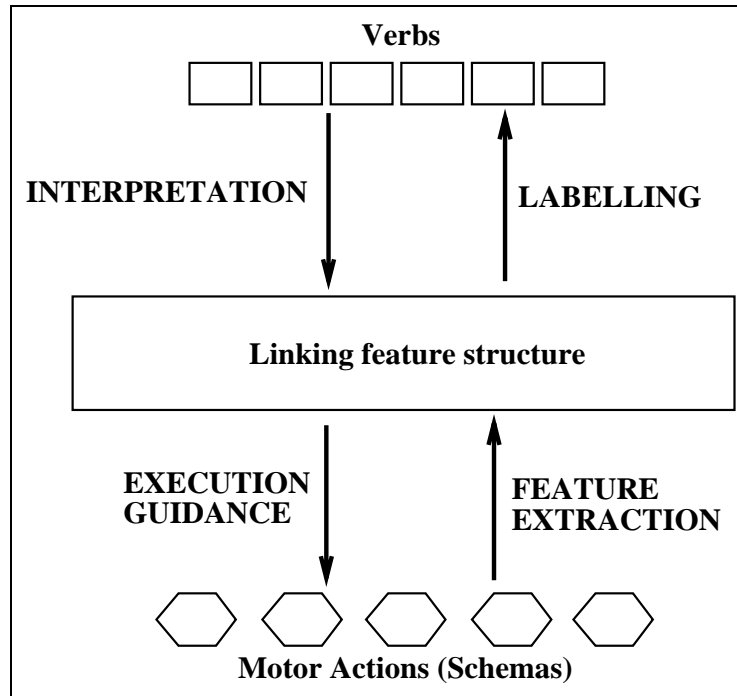 Verbs
INTERPRETATION
LABELLING
Linking feature structure
EXECUTION
GUIDANCE
FEATURE
EXTRACTION
Motor Actions (Schemas)